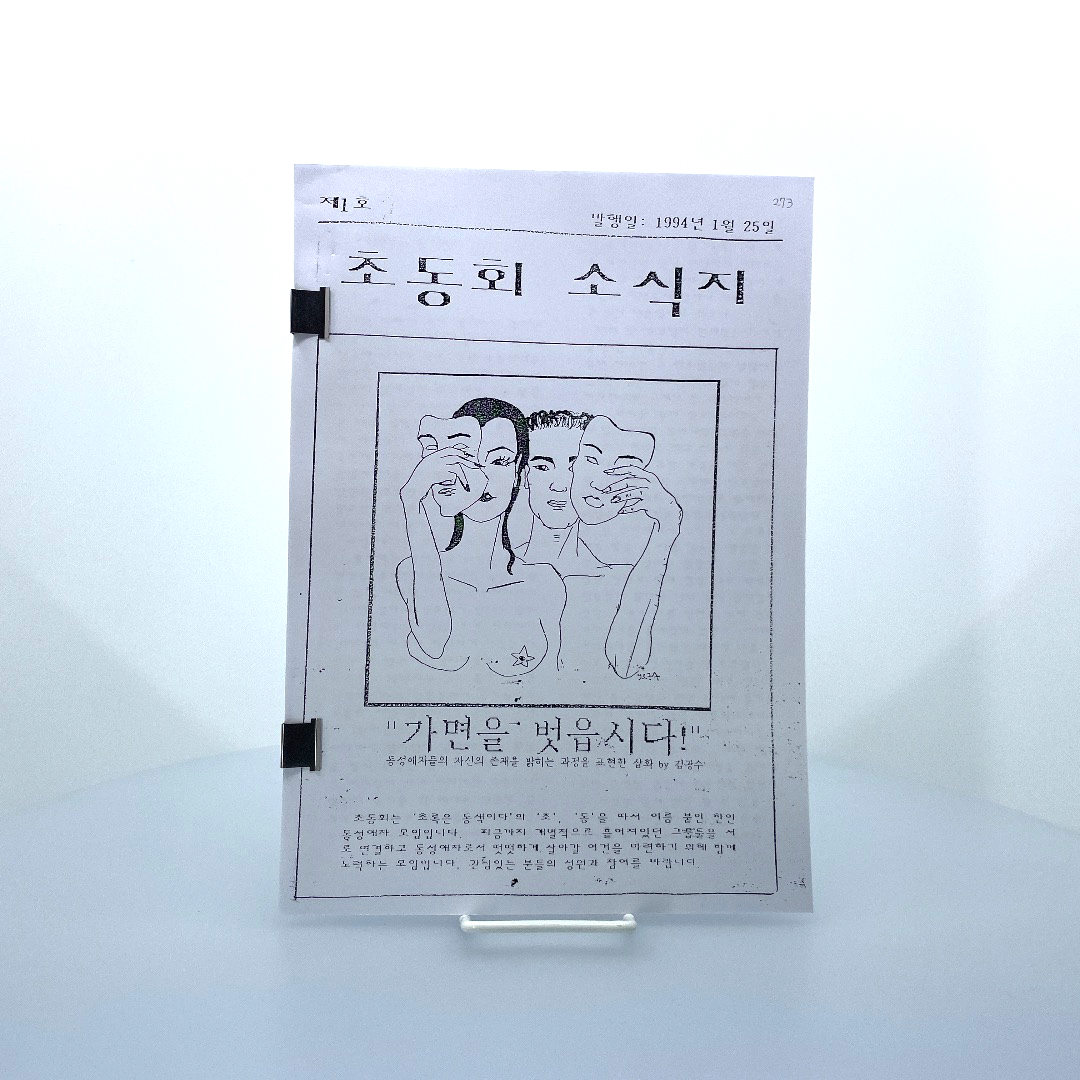 제1호
273
발행일: 1994년 1월 25일
초동회 소식지
"가면을 벗읍시다!"
동성애자들의 자신의 존재를 밝히는 과정을 표현한 삽화 by 김광수
초동회는 '초록은 동색이다'의 '초', '동'을 따서 이름 붙인 한인
동성애자 모임입니다. 지금까지 개별적으로 흩어져있던 그룹들을 서
로 연결하고 동성애자로서 떳떳하게 살아갈 여건을 마련하기 위해 함께
노력하는 모임입니다. 관심있는 분들의 성원과 참여를 바랍니다.